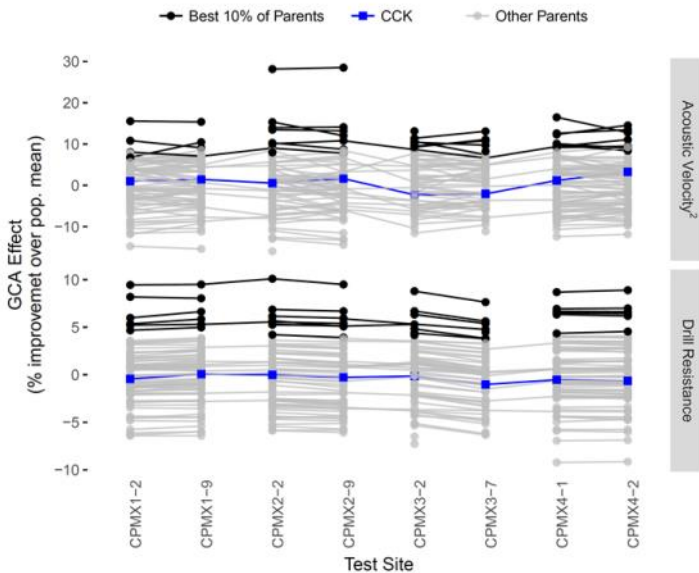 Best 10% of Parents CCK Other Parents
30
20
10
0
−10
Acoustic Velocity²
10
5
0
−5
−10
Drill Resistance
GCA Effect
(% improvemet over pop. mean)
CPMX1−2
CPMX1−9
CPMX2−2
CPMX2−9
CPMX3−2
CPMX3−7
CPMX4−1
CPMX4−2
Test Site